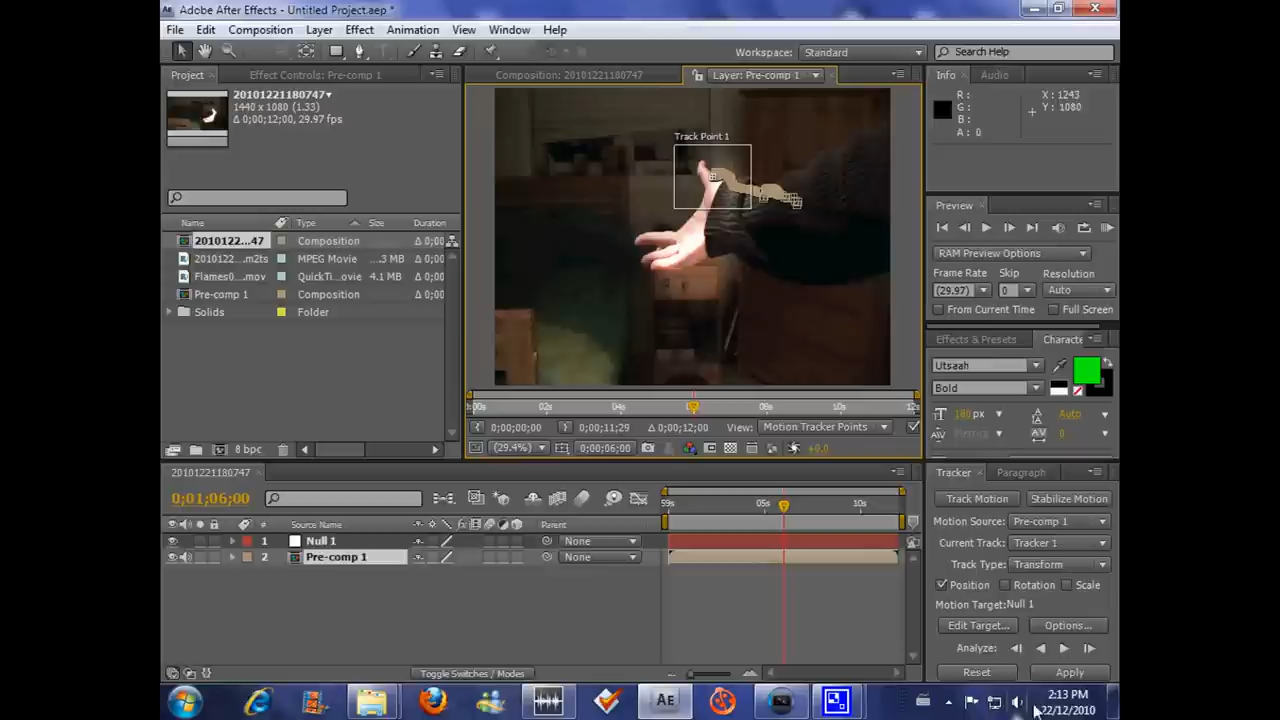 Adobe After Effects - Untitled Project.aep *
File Edit Composition Layer Effect Animation View Window Help
Workspace: Standard Search Help
Project Effect Controls: Pre-comp 1 Composition: 20101221180747 Layer: Pre-comp 1 Info Audio
20101221180747▾
1440 x 1080 (1.33)
Δ 0;00;12;00, 29.97 fps
R :
G :
B :
A : 0
X : 1243
Y : 1080
Track Point 1
Name Type Size Duration
2010122...47 Composition Δ 0;00
2010122....m2ts MPEG Movie ...3 MB Δ 0;00
Flames0....mov QuickTi...ovie 4.1 MB Δ 0;00
Pre-comp 1 Composition Δ 0;00
Solids Folder
Preview
RAM Preview Options
Frame Rate Skip Resolution
(29.97) 0 Auto
From Current Time Full Screen
Effects & Presets Characte
Utsaah
Bold
180 px Auto
Metrics 0
:00s 02s 04s 08s 10s 12s
0;00;00;00 0;00;11;29 Δ 0;00;12;00 View: Motion Tracker Points
(29.4%) 0;00;06;00 +0.0
8 bpc
20101221180747
0;01;06;00
59s 05s 10s
# Source Name Parent
1 Null 1 None
2 Pre-comp 1 None
Toggle Switches / Modes
Tracker Paragraph
Track Motion Stabilize Motion
Motion Source: Pre-comp 1
Current Track: Tracker 1
Track Type: Transform
Position Rotation Scale
Motion Target:Null 1
Edit Target... Options...
Analyze:
Reset Apply
Ae
2:13 PM
22/12/2010